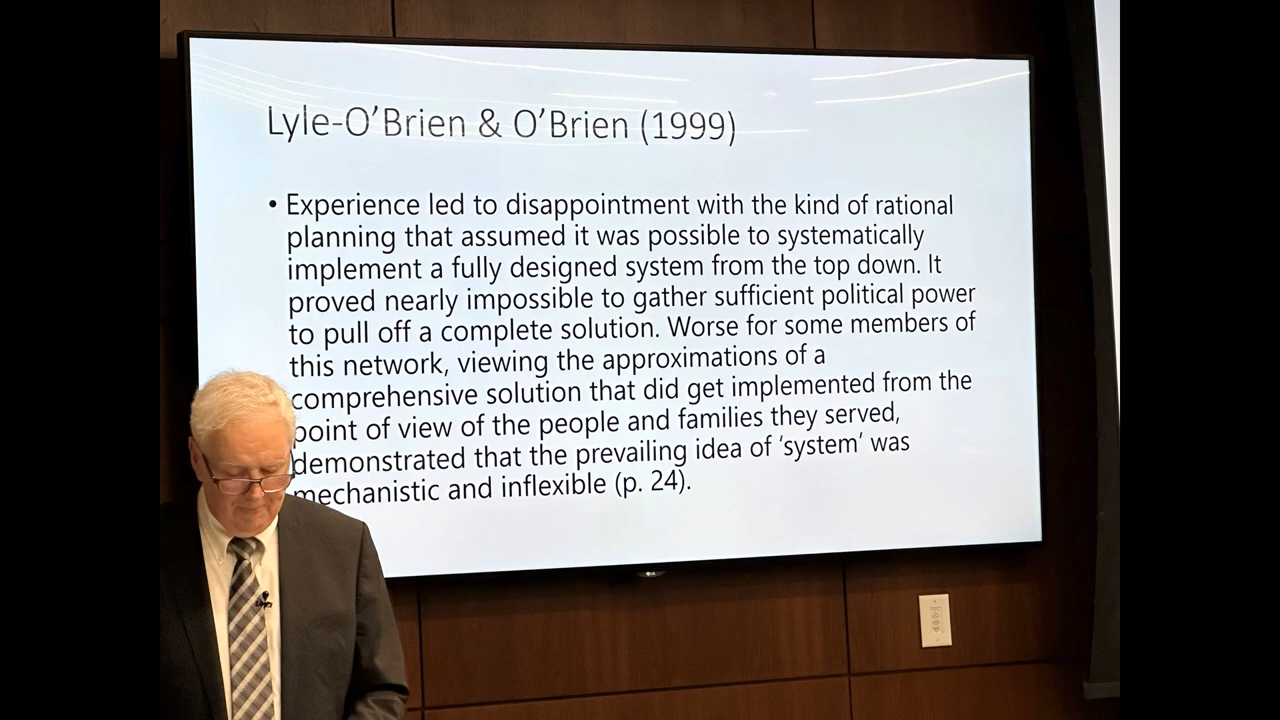 Lyle-O’Brien & O’Brien (1999)
• Experience led to disappointment with the kind of rational
planning that assumed it was possible to systematically
implement a fully designed system from the top down. It
proved nearly impossible to gather sufficient political power
to pull off a complete solution. Worse for some members of
this network, viewing the approximations of a
comprehensive solution that did get implemented from the
point of view of the people and families they served,
demonstrated that the prevailing idea of ‘system’ was
mechanistic and inflexible (p. 24).
LG